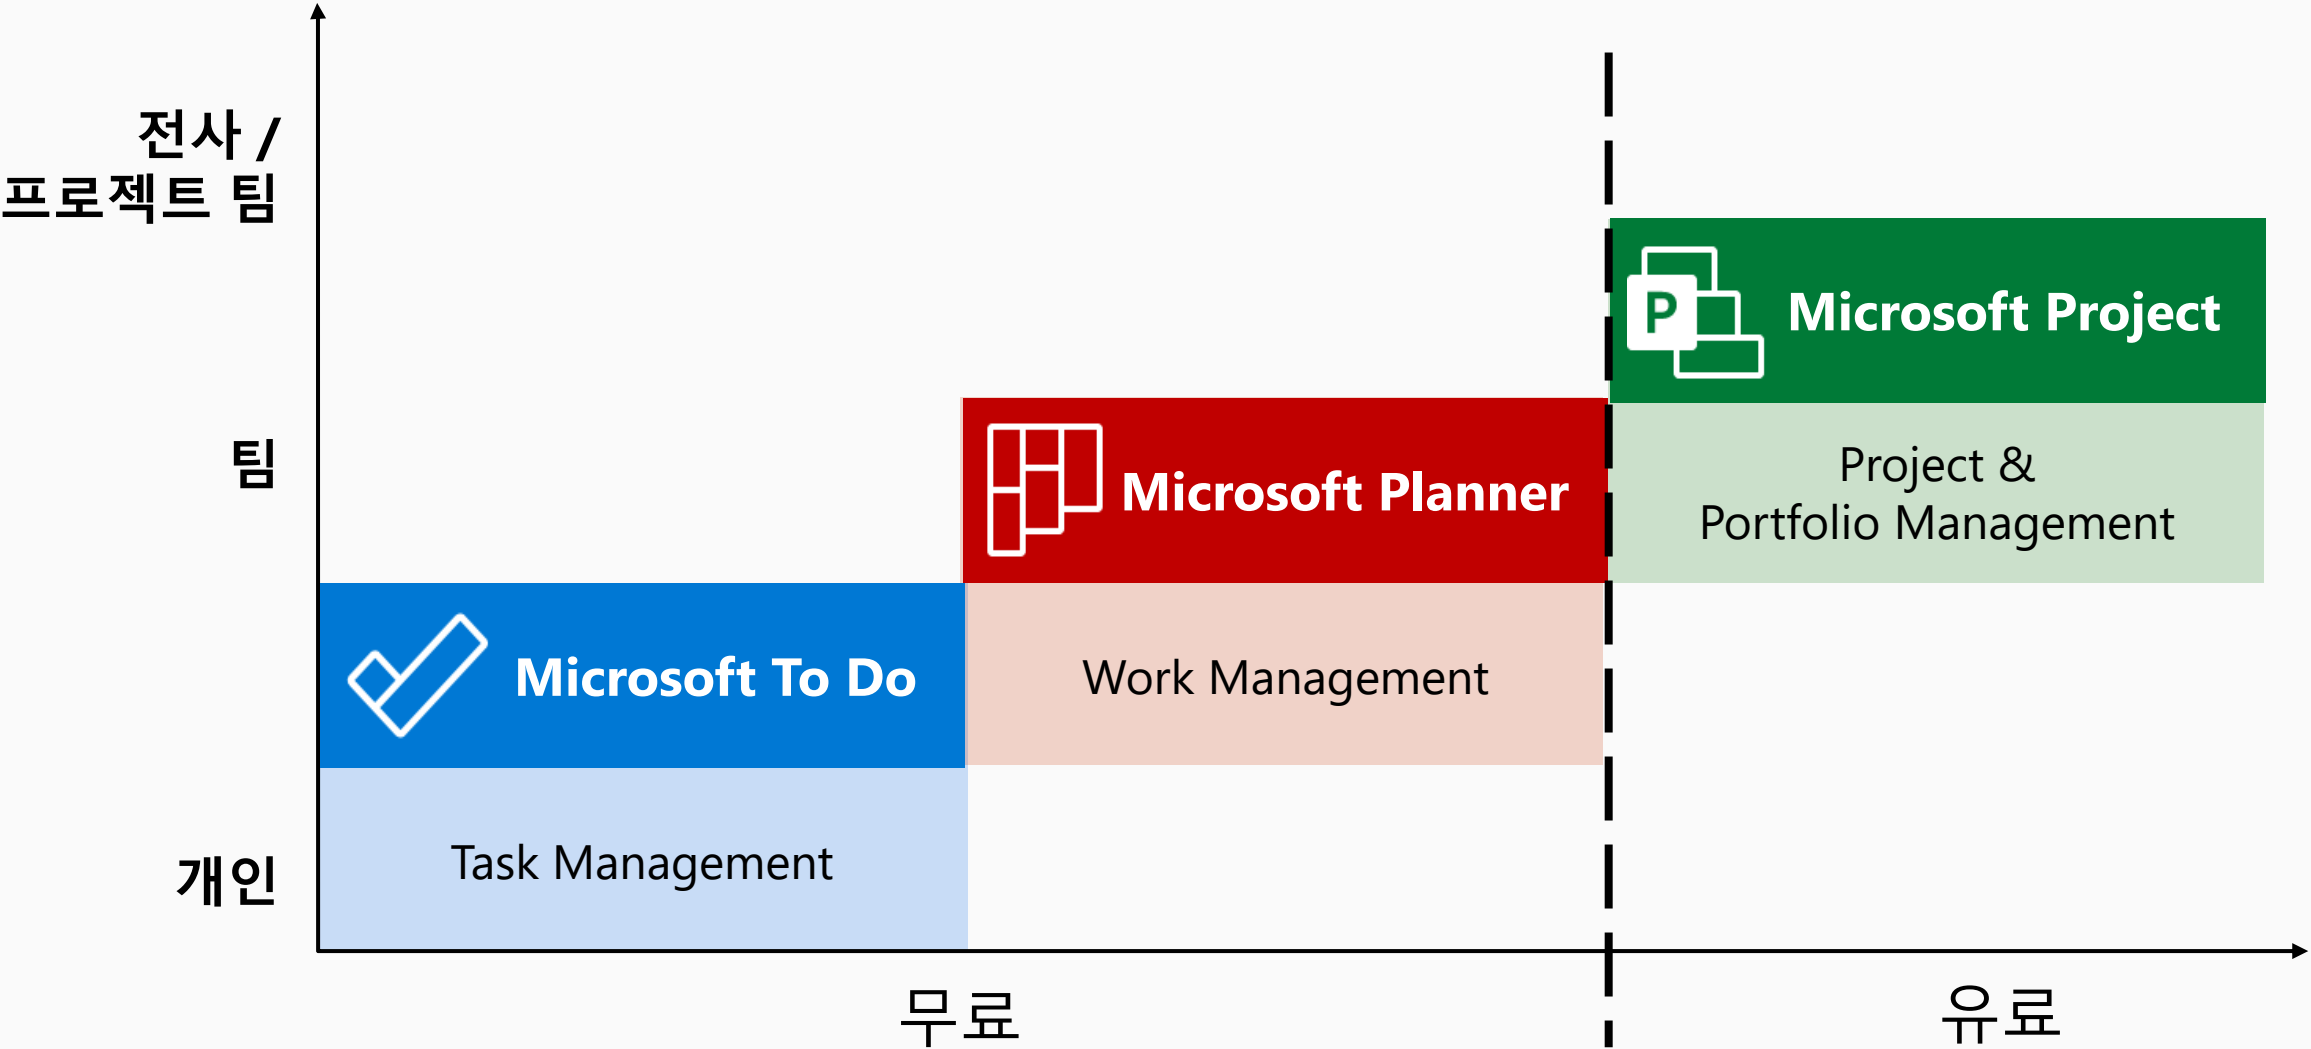 전사 /
프로젝트 팀
P
Microsoft Project
Project &
Portfolio Management
팀
Microsoft Planner
Work Management
Microsoft To Do
Task Management
개인
무료
유료